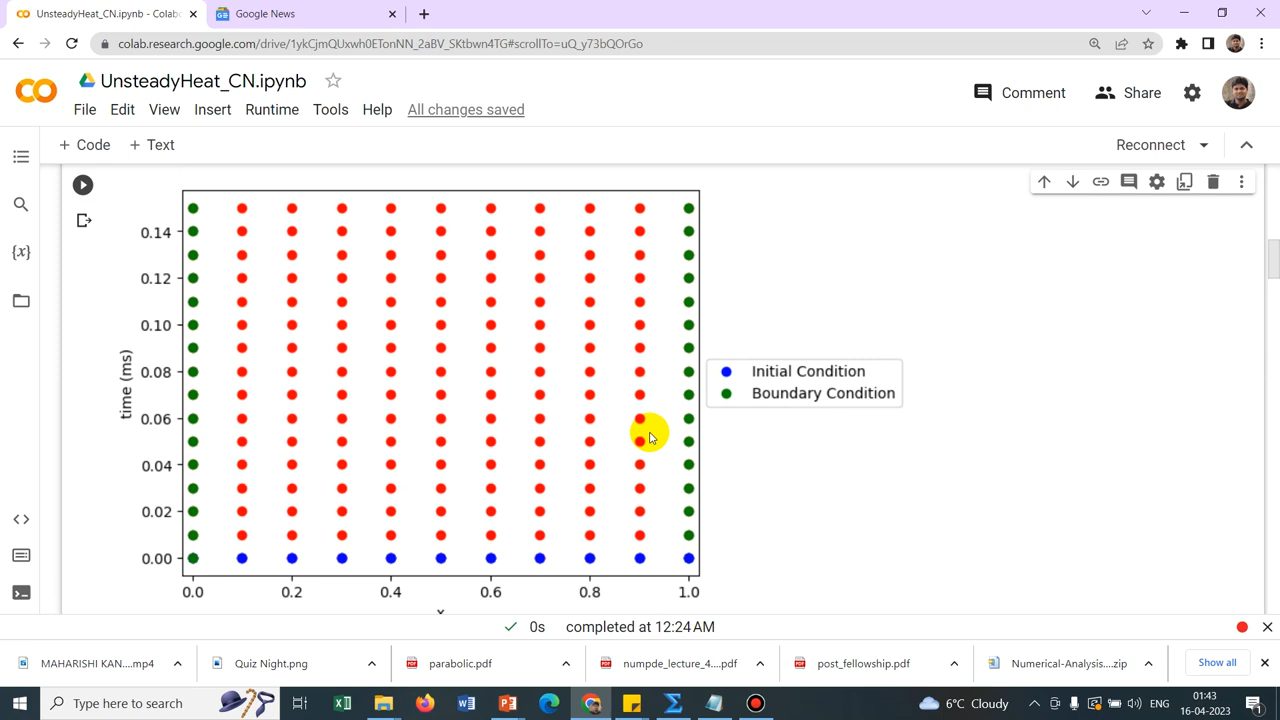 UnsteadyHeat_CN.ipynb - Colab
Google News
colab.research.google.com/drive/1ykCjmQUxwh0ETonNN_2aBV_SKtbwn4TG#scrollTo=uQ_y73bQOrGo
UnsteadyHeat_CN.ipynb
Comment
Share
File Edit View Insert Runtime Tools Help All changes saved
+ Code + Text
Reconnect
{x}
0.14
0.12
0.10
0.08
0.06
0.04
0.02
0.00
time (ms)
0.0 0.2 0.4 0.6 0.8 1.0
Initial Condition
Boundary Condition
0s completed at 12:24 AM
MAHARISHI KAN....mp4
Quiz Night.png
parabolic.pdf
numpde_lecture_4....pdf
post_fellowship.pdf
Numerical-Analysis....zip
Show all
Type here to search
6°C Cloudy
ENG
01:43
16-04-2023